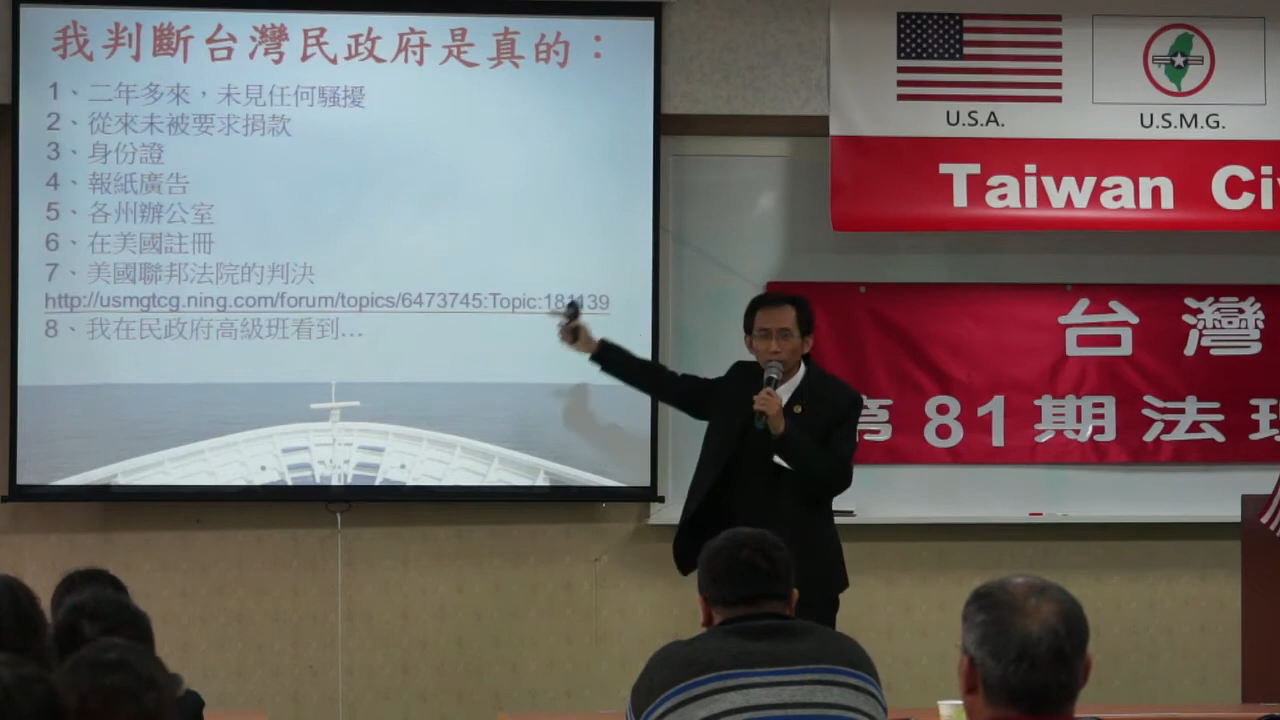 我判斷台灣民政府是真的：
1、二年多來，未見任何騷擾
2、從來未被要求捐款
3、身份證
4、報紙廣告
5、各州辦公室
6、在美國註冊
7、美國聯邦法院的判決
http://usmgtcg.ning.com/forum/topics/6473745:Topic:181139
8、我在民政府高級班看到...
U.S.A.
U.S.M.G.
Taiwan Ci
台灣
第81期法